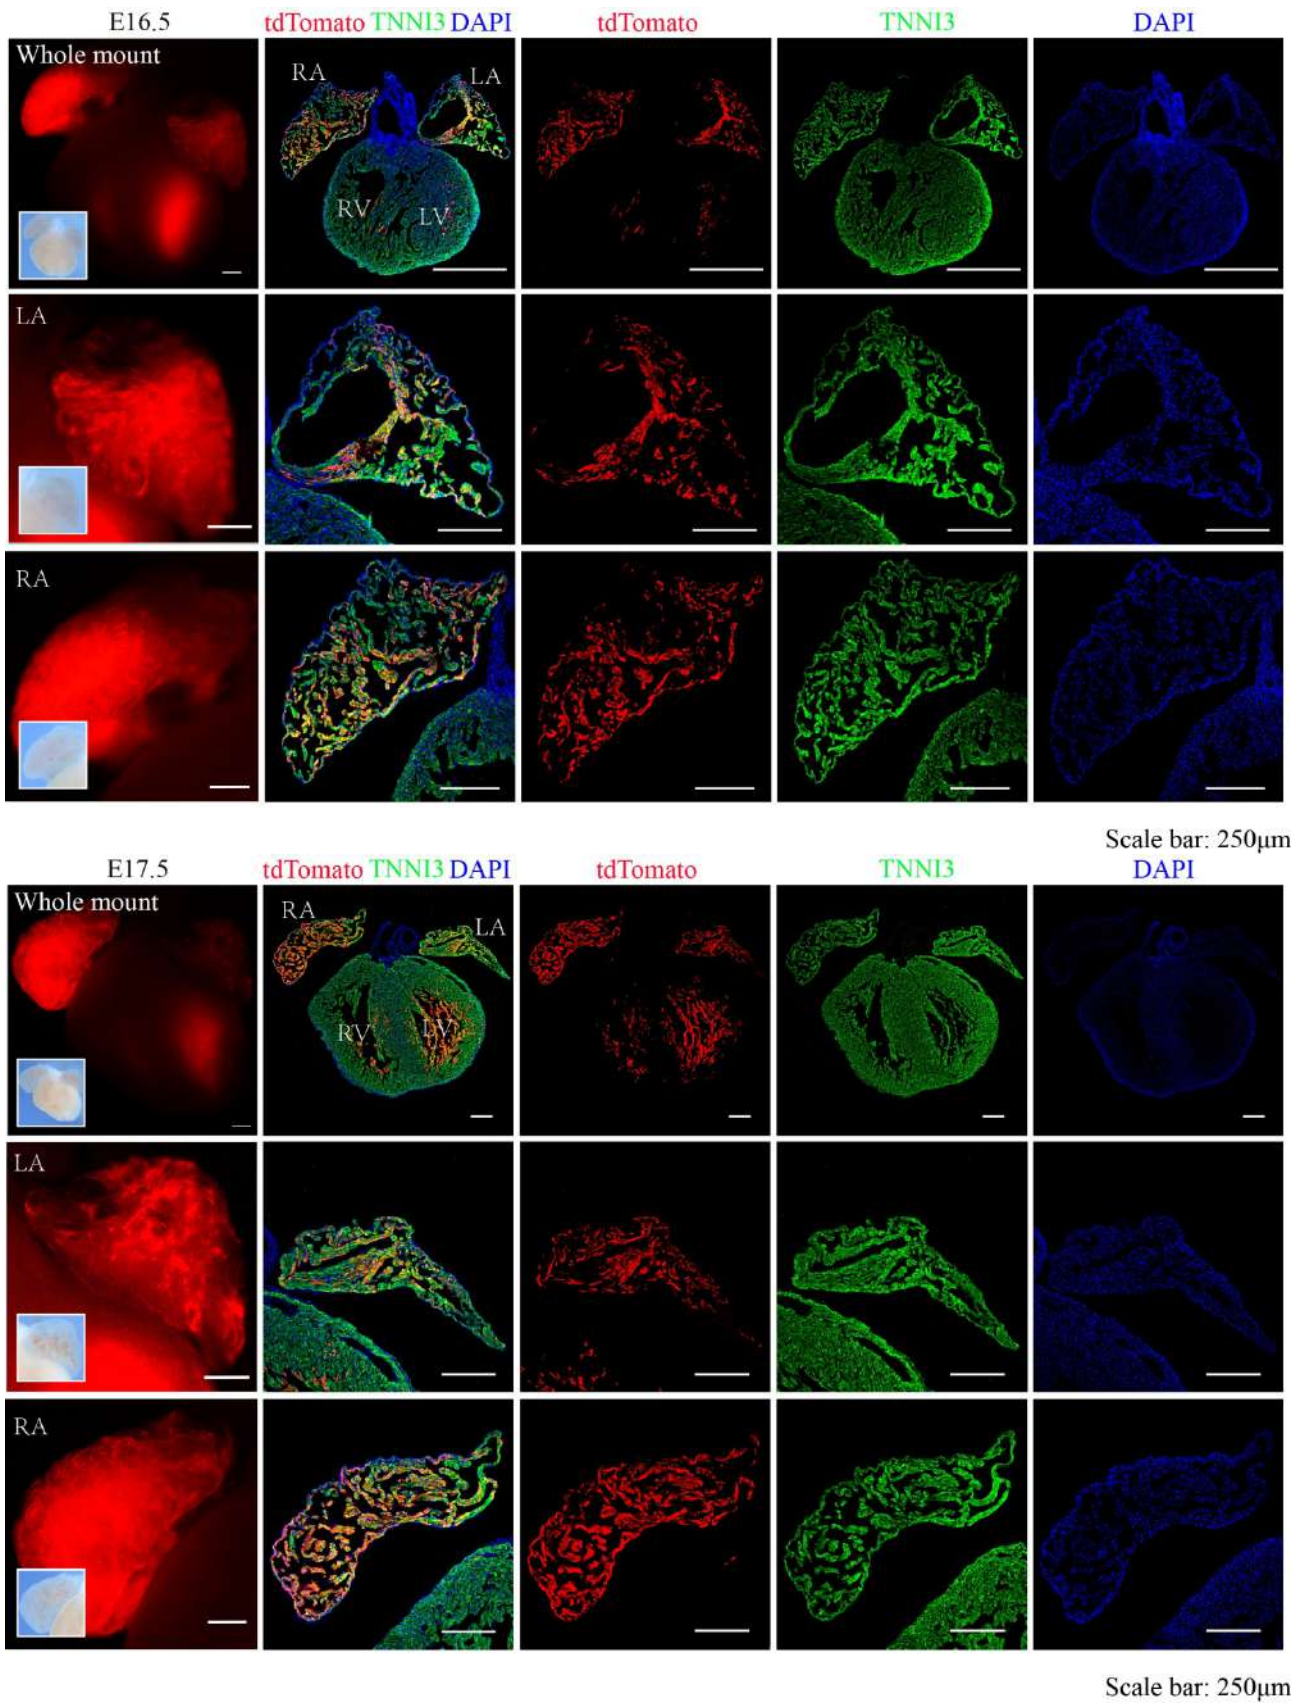 E16.5 tdTomato TNNI3 DAPI tdTomato TNNI3 DAPI
Whole mount
RA LA
RV LV
LA
RA
Scale bar: 250μm
E17.5 tdTomato TNNI3 DAPI tdTomato TNNI3 DAPI
Whole mount
RA LA
RV LV
LA
RA
Scale bar: 250μm